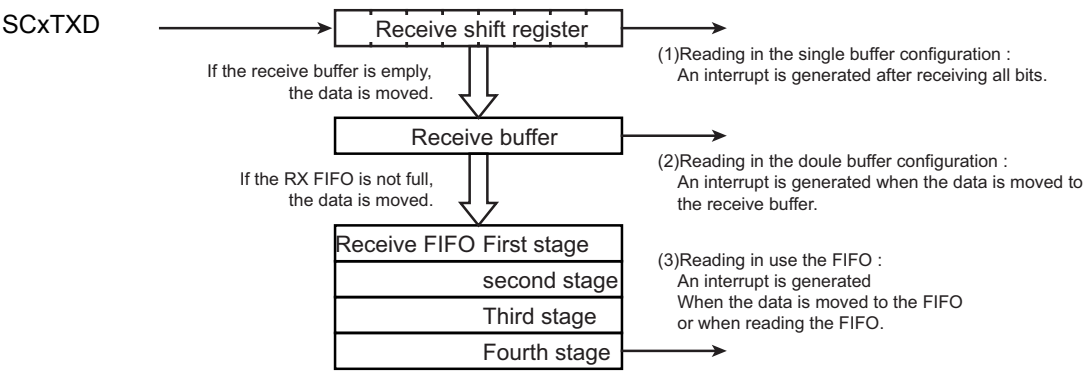 SCxTXD
Receive shift register
(1)Reading in the single buffer configuration :
An interrupt is generated after receiving all bits.
If the receive buffer is emply,
the data is moved.
Receive buffer
(2)Reading in the doule buffer configuration :
An interrupt is generated when the data is moved to
the receive buffer.
If the RX FIFO is not full,
the data is moved.
Receive FIFO First stage
second stage
Third stage
Fourth stage
(3)Reading in use the FIFO :
An interrupt is generated
When the data is moved to the FIFO
or when reading the FIFO.